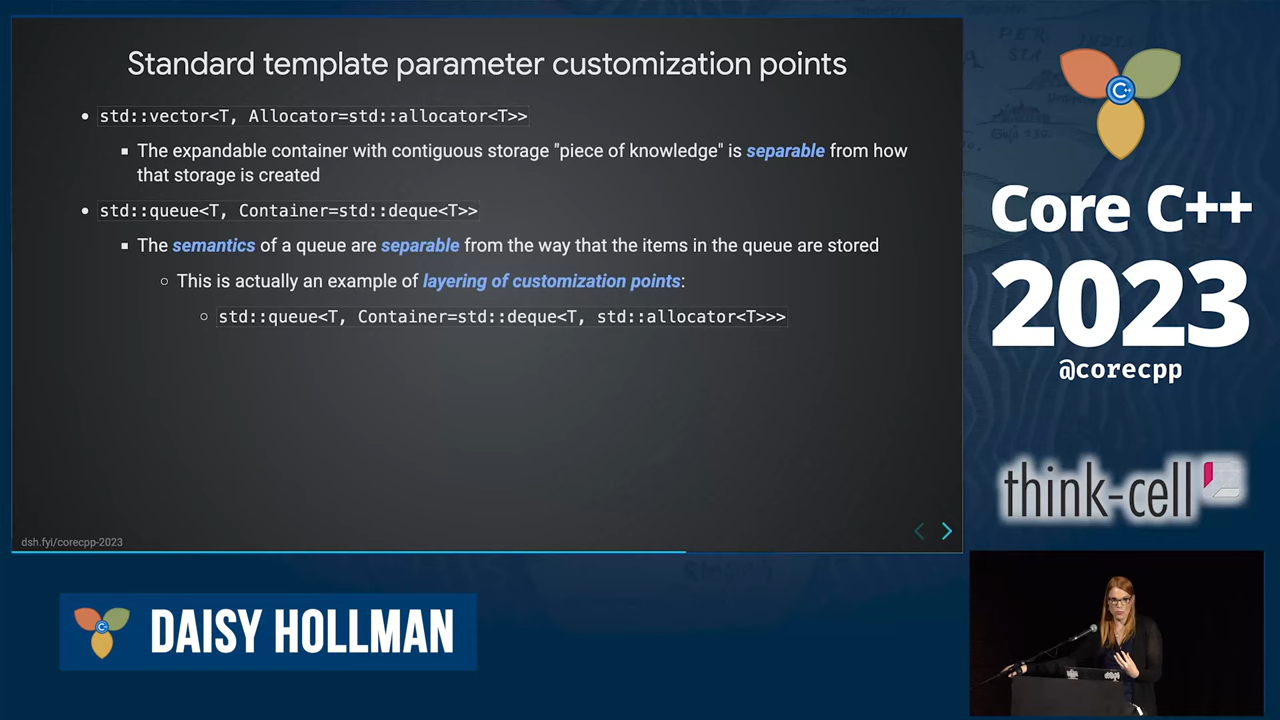 Standard template parameter customization points
• std::vector<T, Allocator=std::allocator<T>>
▪ The expandable container with contiguous storage "piece of knowledge" is separable from how
that storage is created
• std::queue<T, Container=std::deque<T>>
▪ The semantics of a queue are separable from the way that the items in the queue are stored
○ This is actually an example of layering of customization points:
○ std::queue<T, Container=std::deque<T, std::allocator<T>>>
dsh.fyi/corecpp-2023
C++
Core C++
2023
@corecpp
think-cell
C++
DAISY HOLLMAN